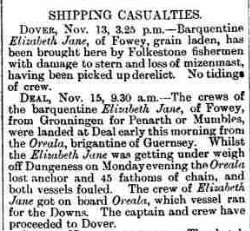 SHIPPING CASUALTIES.
DOVER, Nov. 13, 3.25 p.m.—Barquentine
Elizabeth Jane, of Fowey, grain laden, has
been brought here by Folkestone fishermen
with damage to stern and loss of mizenmast,
having been picked up derelict. No tidings
of crew.
DEAL, Nov. 15, 9.30 a.m.—The crews of
the barquentine Elizabeth Jane, of Fowey,
from Gronningen for Penarth or Mumbles,
were landed at Deal early this morning from
the Oreala, brigantine of Guernsey. Whilst
the Elizabeth Jane was getting under weigh
off Dungeness on Monday evening the Oreala
lost anchor and 45 fathoms of chain, and
both vessels fouled. The crew of Elizabeth
Jane got on board Oreala, which vessel ran
for the Downs. The captain and crew have
proceeded to Dover.